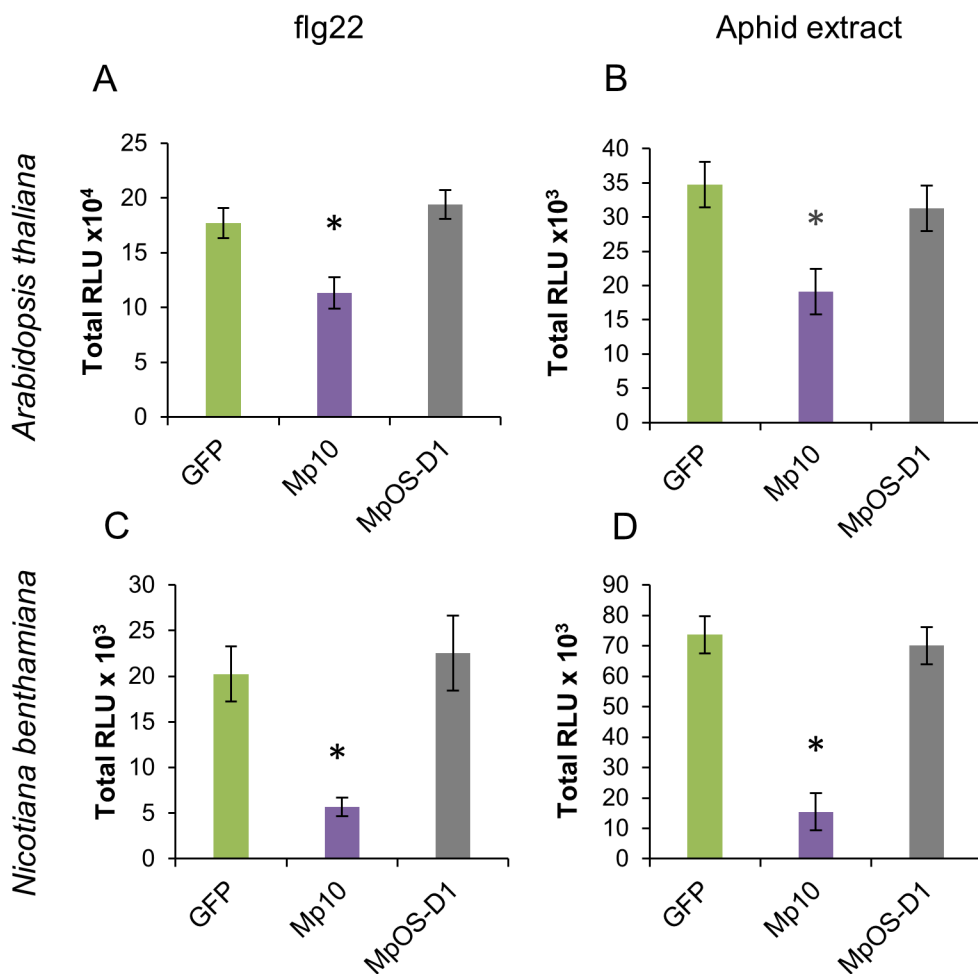 flg22
Aphid extract
Arabidopsis thaliana
Nicotiana benthamiana
A
Total RLU x10⁴
25
20
15
10
5
0
*
GFP
Mp10
MpOS-D1
B
Total RLU x10³
40
35
30
25
20
15
10
5
0
*
GFP
Mp10
MpOS-D1
C
Total RLU x 10³
30
25
20
15
10
5
0
*
GFP
Mp10
MpOS-D1
D
Total RLU x 10³
90
80
70
60
50
40
30
20
10
0
*
GFP
Mp10
MpOS-D1